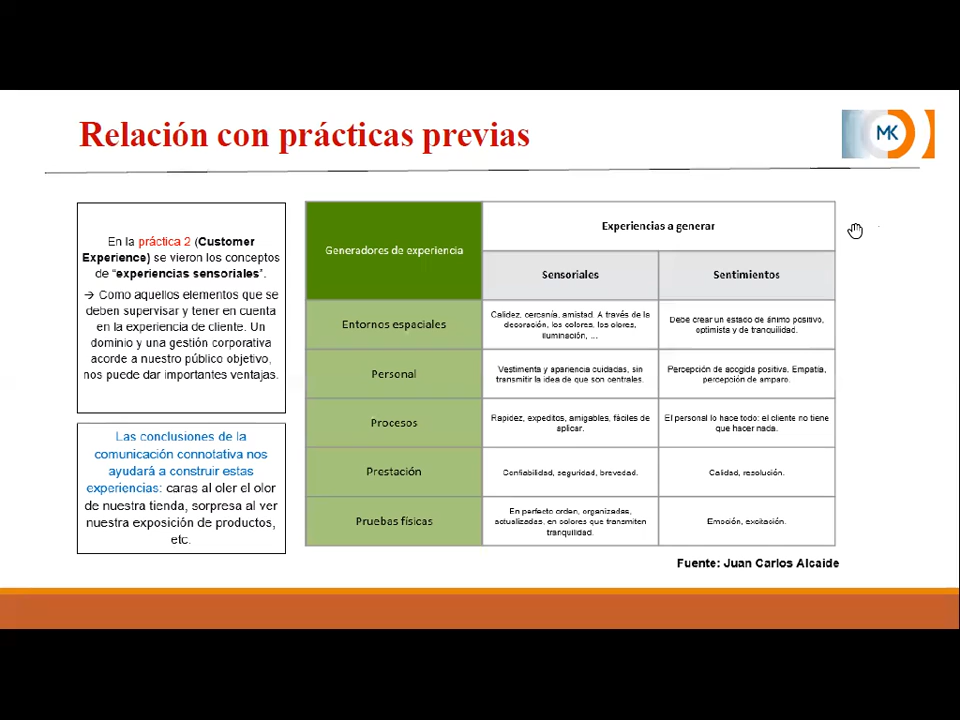 Relación con prácticas previas
MK
En la práctica 2 (Customer
Experience) se vieron los conceptos
de “experiencias sensoriales”.
→ Como aquellos elementos que se
deben supervisar y tener en cuenta
en la experiencia de cliente. Un
dominio y una gestión corporativa
acorde a nuestro público objetivo,
nos puede dar importantes ventajas.
Las conclusiones de la
comunicación connotativa nos
ayudará a construir estas
experiencias: caras al oler el olor
de nuestra tienda, sorpresa al ver
nuestra exposición de productos,
etc.
Generadores de experiencia
Experiencias a generar
Sensoriales
Sentimientos
Entornos espaciales
Calidez, cercanía, amistad. A través de la
decoración, los colores, los olores,
iluminación, ...
Debe crear un estado de ánimo positivo,
optimista y de tranquilidad.
Personal
Vestimenta y apariencia cuidadas, sin
transmitir la idea de que son centrales.
Percepción de acogida positiva. Empatía,
percepción de amparo.
Procesos
Rapidez, expeditos, amigables, fáciles de
aplicar.
El personal lo hace todo: el cliente no tiene
que hacer nada.
Prestación
Confiabilidad, seguridad, brevedad.
Calidad, resolución.
Pruebas físicas
En perfecto orden, organizadas,
actualizadas, en colores que transmiten
tranquilidad.
Emoción, excitación.
Fuente: Juan Carlos Alcaide